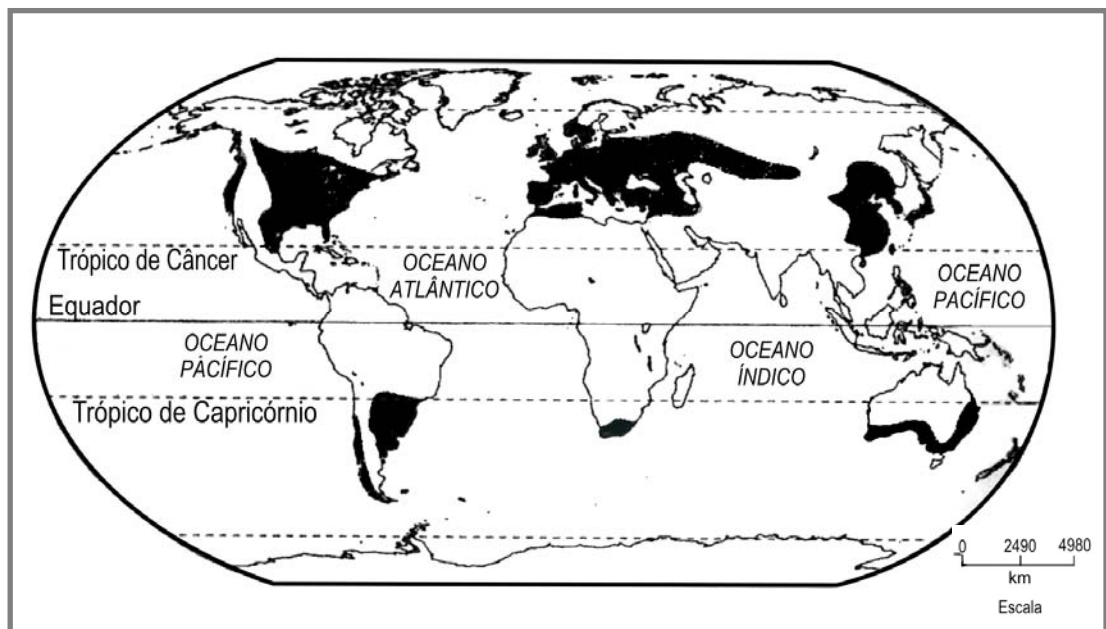 Trópico de Câncer
OCEANO
ATLÂNTICO
OCEANO
PACÍFICO
Equador
OCEANO
PÀCÍFICO
OCEANO
ÍNDICO
Trópico de Capricórnio
0 2490 4980
km
Escala